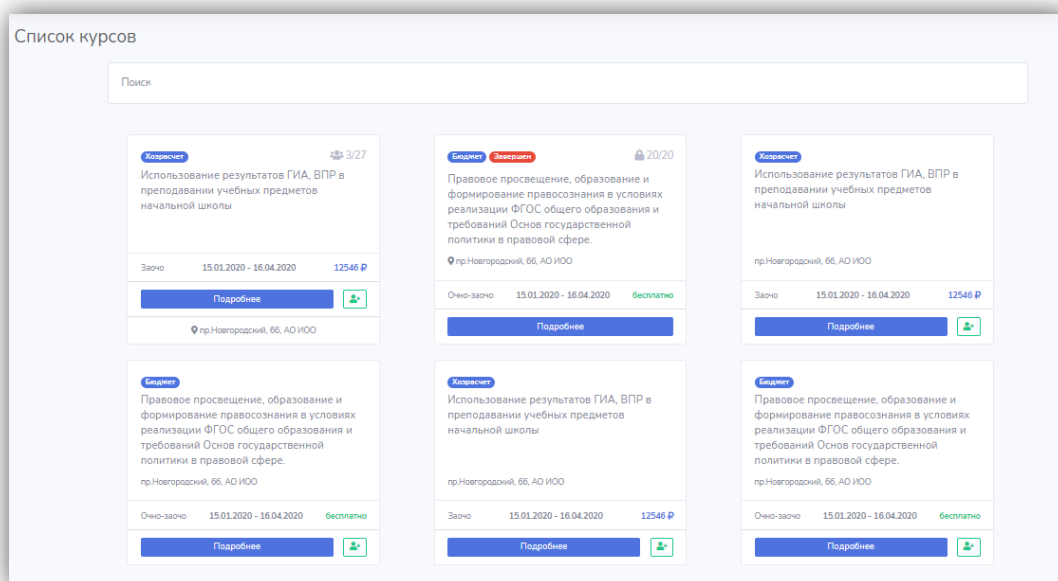 Список курсов
Поиск
Хозрасчет 3/27
Использование результатов ГИА, ВПР в
преподавании учебных предметов
начальной школы
Заочо 15.01.2020 - 16.04.2020 12546 ₽
Подробнее
пр.Новгородский, 66, АО ИОО
Бюджет Завершен 20/20
Правовое просвещение, образование и
формирование правосознания в условиях
реализации ФГОС общего образования и
требований Основ государственной
политики в правовой сфере.
пр.Новгородский, 66, АО ИОО
Очно-заочо 15.01.2020 - 16.04.2020 бесплатно
Подробнее
Хозрасчет
Использование результатов ГИА, ВПР в
преподавании учебных предметов
начальной школы
пр.Новгородский, 66, АО ИОО
Заочо 15.01.2020 - 16.04.2020 12546 ₽
Подробнее
Бюджет
Правовое просвещение, образование и
формирование правосознания в условиях
реализации ФГОС общего образования и
требований Основ государственной
политики в правовой сфере.
пр.Новгородский, 66, АО ИОО
Очно-заочо 15.01.2020 - 16.04.2020 бесплатно
Подробнее
Хозрасчет
Использование результатов ГИА, ВПР в
преподавании учебных предметов
начальной школы
пр.Новгородский, 66, АО ИОО
Заочо 15.01.2020 - 16.04.2020 12546 ₽
Подробнее
Бюджет
Правовое просвещение, образование и
формирование правосознания в условиях
реализации ФГОС общего образования и
требований Основ государственной
политики в правовой сфере.
пр.Новгородский, 66, АО ИОО
Очно-заочо 15.01.2020 - 16.04.2020 бесплатно
Подробнее